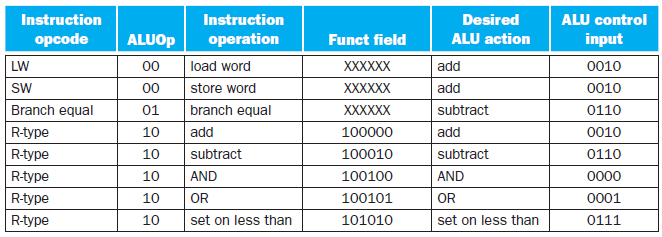 Instruction opcode ALUOp Instruction operation Funct field Desired ALU action ALU control input
LW 00 load word XXXXXX add 0010
SW 00 store word XXXXXX add 0010
Branch equal 01 branch equal XXXXXX subtract 0110
R-type 10 add 100000 add 0010
R-type 10 subtract 100010 subtract 0110
R-type 10 AND 100100 AND 0000
R-type 10 OR 100101 OR 0001
R-type 10 set on less than 101010 set on less than 0111